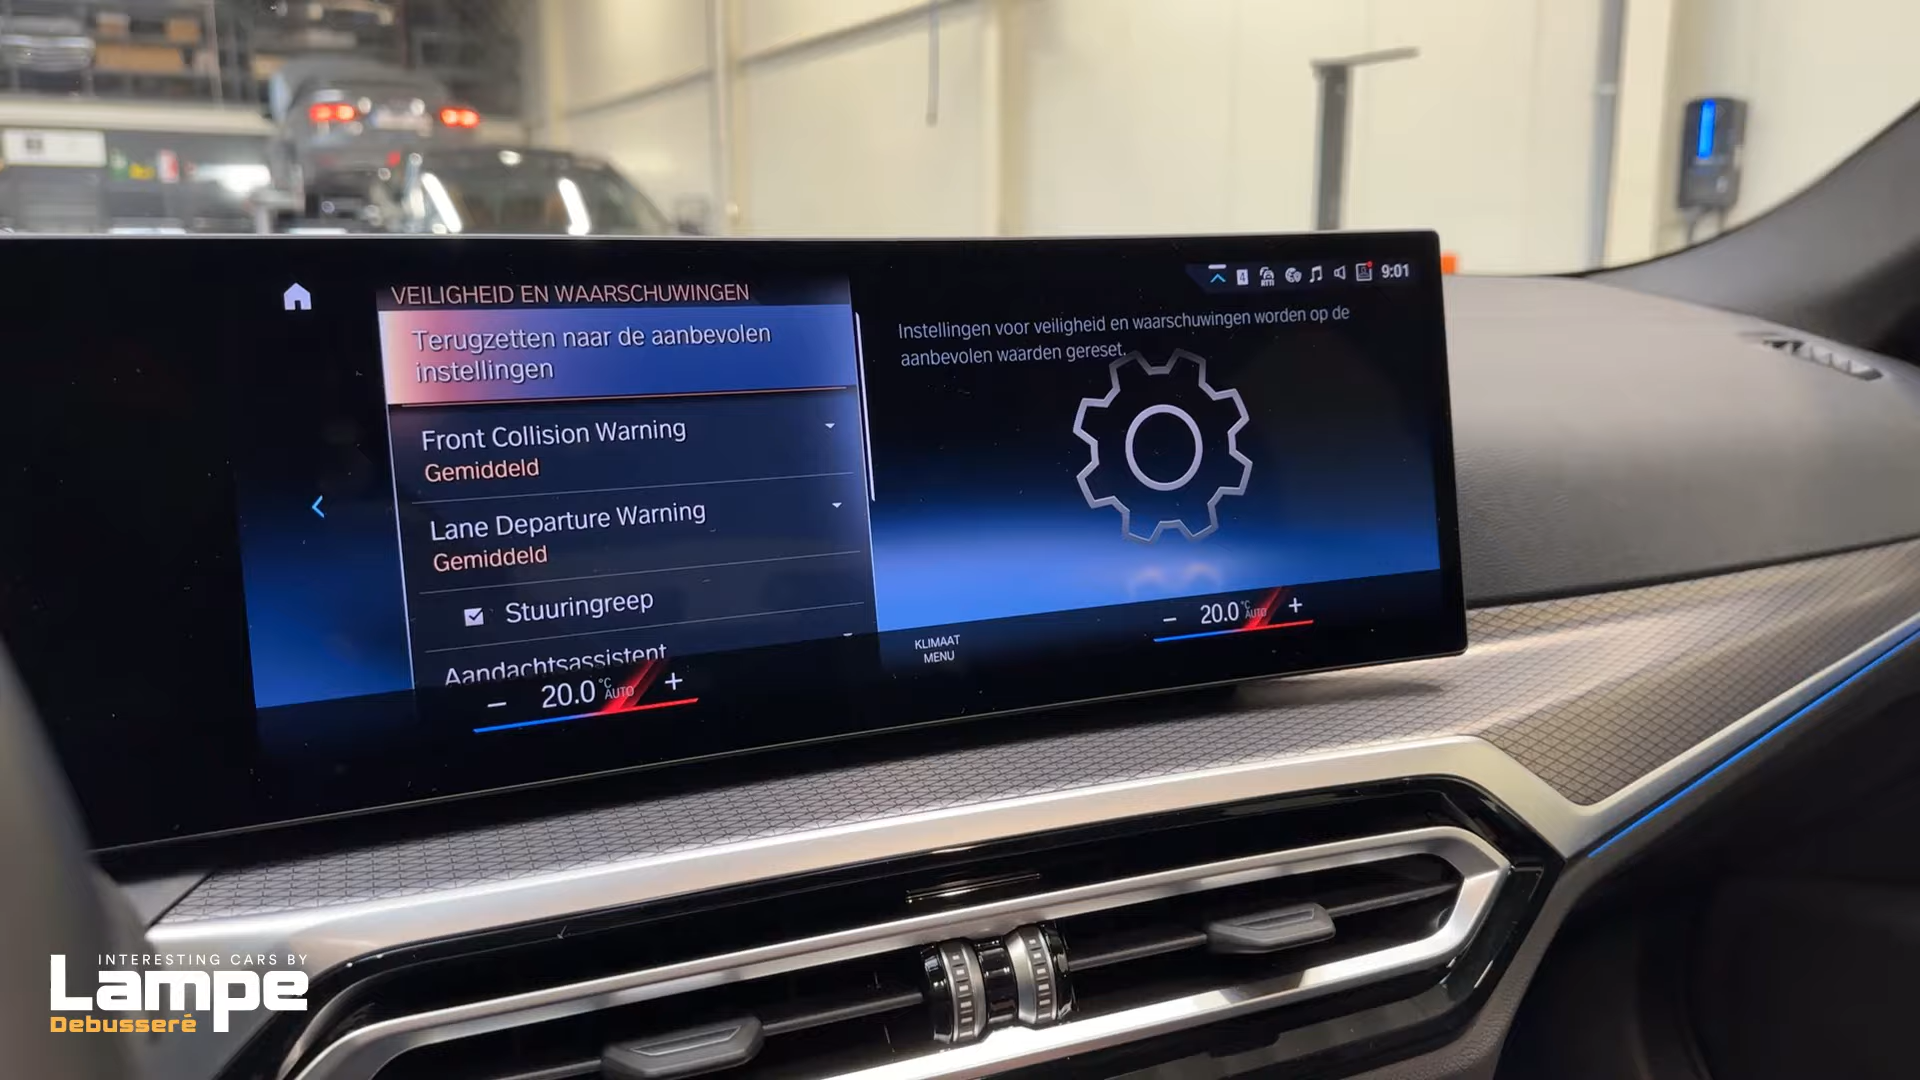 VEILIGHEID EN WAARSCHUWINGEN
Terugzetten naar de aanbevolen
instellingen
Front Collision Warning
Gemiddeld
Lane Departure Warning
Gemiddeld
Stuuringreep
Aandachtsassistent
4
9:01
Instellingen voor veiligheid en waarschuwingen worden op de
aanbevolen waarden gereset.
− 20.0 °C AUTO +
KLIMAAT
MENU
− 20.0 °C AUTO +
INTERESTING CARS BY
Lampe
Debusseré